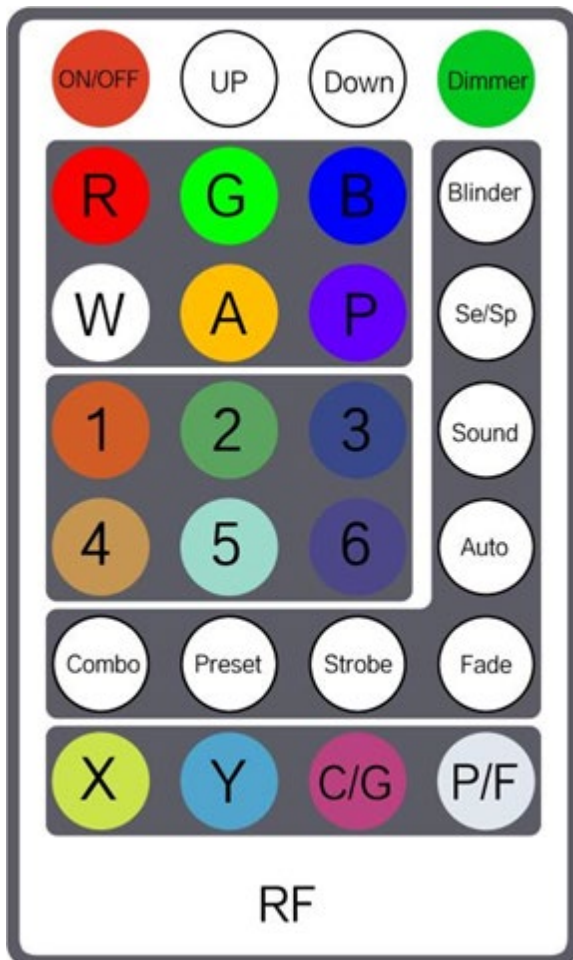 ON/OFF UP Down Dimmer
R G B Blinder
W A P Se/Sp
1 2 3 Sound
4 5 6 Auto
Combo Preset Strobe Fade
X Y C/G P/F
RF